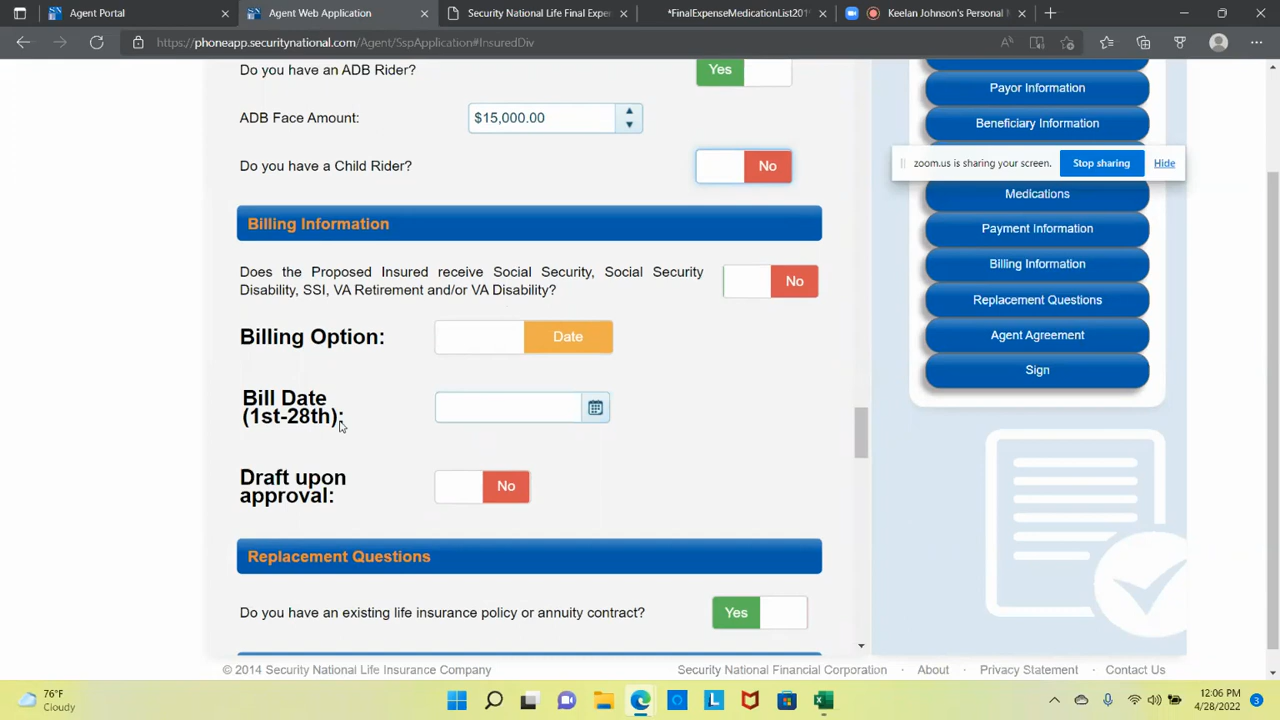 Agent Portal
Agent Web Application
Security National Life Final Expe
*FinalExpenseMedicationList201
Keelan Johnson's Personal M
https://phoneapp.securitynational.com/Agent/SspApplication#InsuredDiv
Do you have an ADB Rider?
Yes
ADB Face Amount:
$15,000.00
Do you have a Child Rider?
No
Billing Information
Does the Proposed Insured receive Social Security, Social Security
Disability, SSI, VA Retirement and/or VA Disability?
No
Billing Option:
Date
Bill Date
(1st-28th):
Draft upon
approval:
No
Replacement Questions
Do you have an existing life insurance policy or annuity contract?
Yes
Payor Information
Beneficiary Information
zoom.us is sharing your screen.
Stop sharing
Hide
Medications
Payment Information
Billing Information
Replacement Questions
Agent Agreement
Sign
© 2014 Security National Life Insurance Company
Security National Financial Corporation
· About · Privacy Statement · Contact Us
76°F
Cloudy
12:06 PM
4/28/2022
3